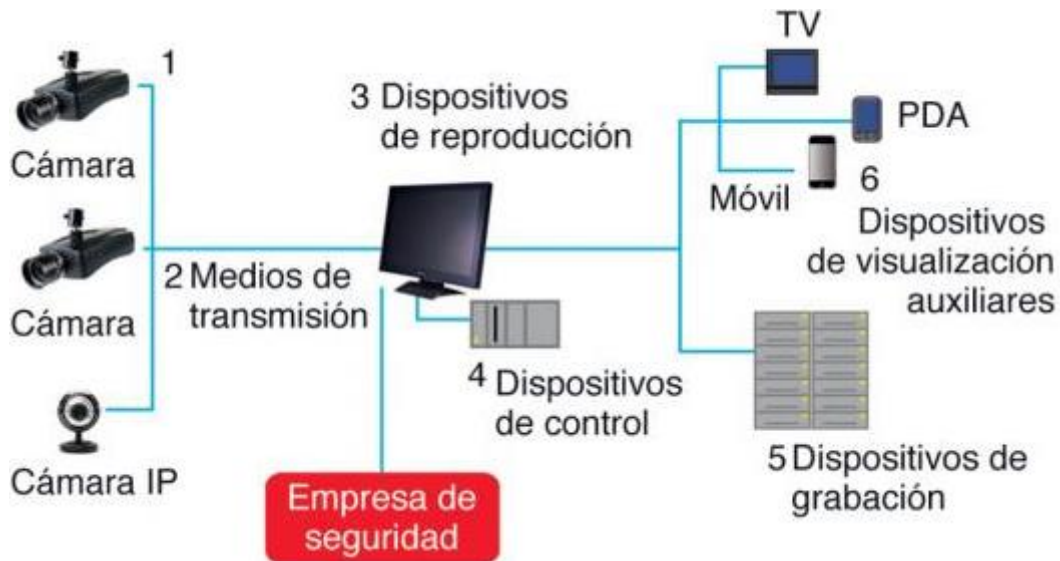 1
Cámara
Cámara
Cámara IP
2 Medios de
transmisión
3 Dispositivos
de reproducción
4 Dispositivos
de control
Empresa de
seguridad
TV
PDA
Móvil
6
Dispositivos
de visualización
auxiliares
5 Dispositivos de
grabación